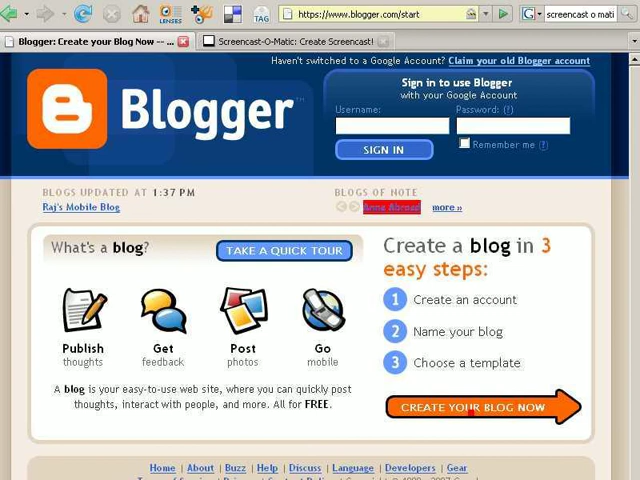 LENSES
TAG
https://www.blogger.com/start
screencast o mati
Blogger: Create your Blog Now -- ...
Screencast-O-Matic: Create Screencast!
Haven't switched to a Google Account? Claim your old Blogger account
Blogger™
Sign in to use Blogger
with your Google Account
Username:
Password: (?)
SIGN IN
Remember me (?)
BLOGS UPDATED AT 1:37 PM
Raj's Mobile Blog
BLOGS OF NOTE
Anne Abroad
more »
What's a blog?
TAKE A QUICK TOUR
Publish
thoughts
Get
feedback
Post
photos
Go
mobile
A blog is your easy-to-use web site, where you can quickly post
thoughts, interact with people, and more. All for FREE.
Create a blog in 3
easy steps:
1 Create an account
2 Name your blog
3 Choose a template
CREATE YOUR BLOG NOW
Home | About | Buzz | Help | Discuss | Language | Developers | Gear